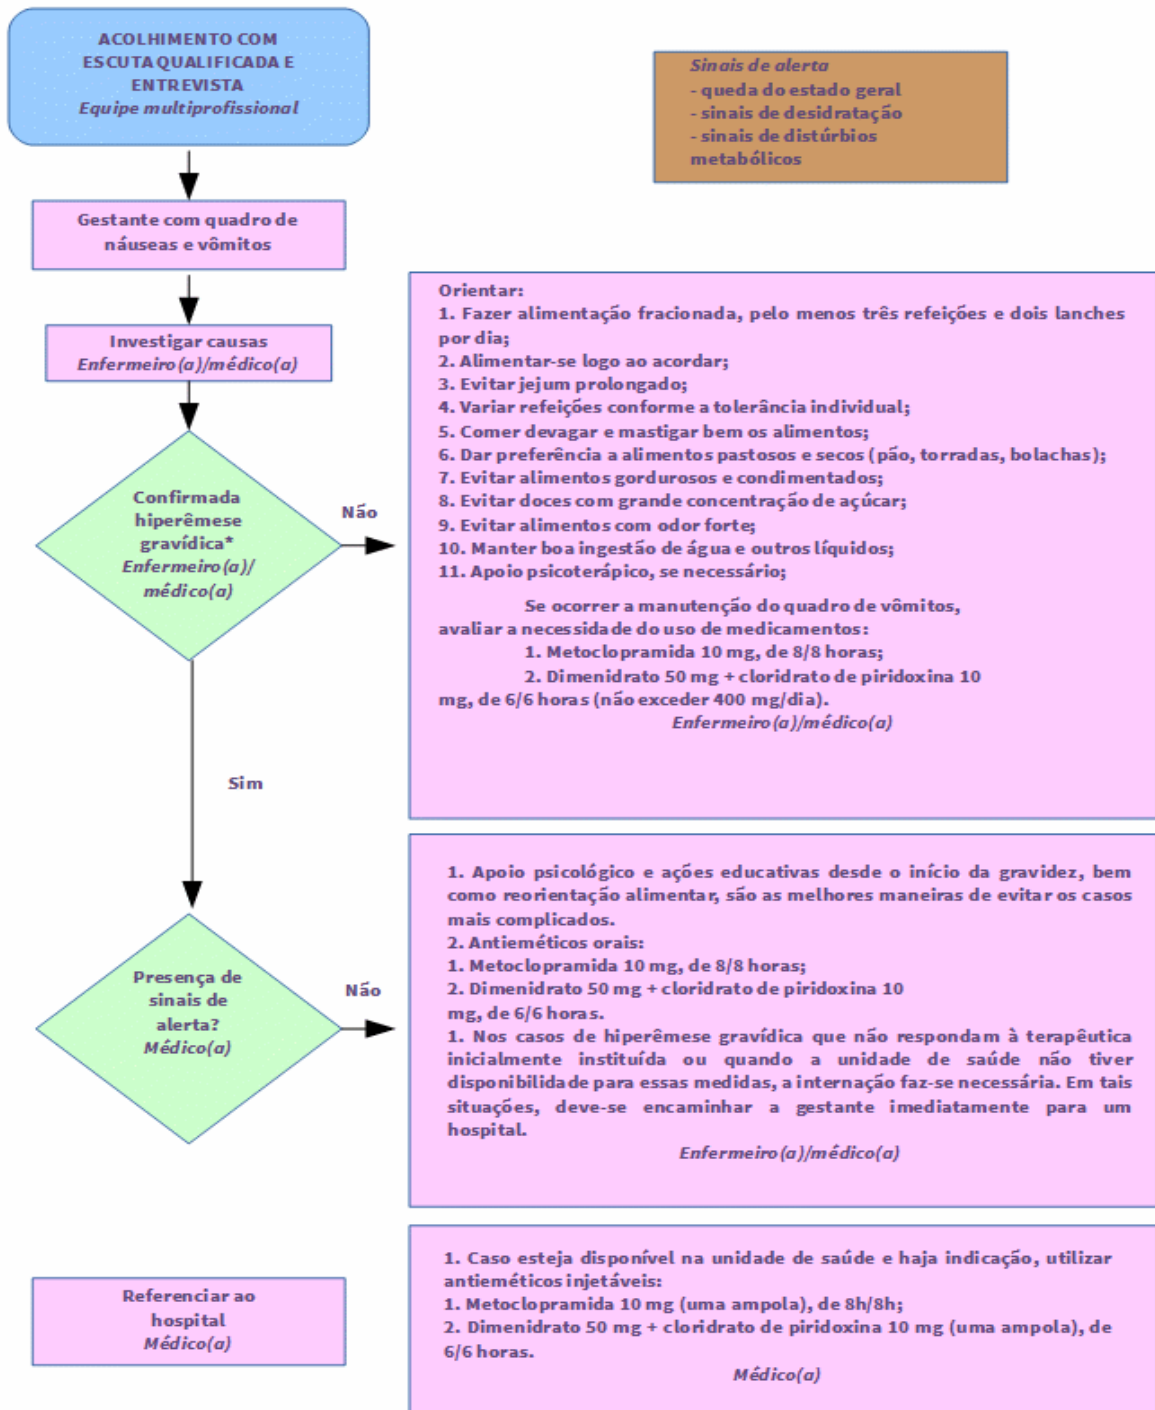 ACOLHIMENTO COM
ESCUTA QUALIFICADA E
ENTREVISTA
Equipe multiprofissional
Sinais de alerta
- queda do estado geral
- sinais de desidratação
- sinais de distúrbios
metabólicos
Gestante com quadro de
náuseas e vômitos
Investigar causas
Enfermeiro(a)/médico(a)
Confirmada
hiperêmese
gravídica*
Enfermeiro(a)/
médico(a)
Não
Orientar:
1. Fazer alimentação fracionada, pelo menos três refeições e dois lanches
por dia;
2. Alimentar-se logo ao acordar;
3. Evitar jejum prolongado;
4. Variar refeições conforme a tolerância individual;
5. Comer devagar e mastigar bem os alimentos;
6. Dar preferência a alimentos pastosos e secos (pão, torradas, bolachas);
7. Evitar alimentos gordurosos e condimentados;
8. Evitar doces com grande concentração de açúcar;
9. Evitar alimentos com odor forte;
10. Manter boa ingestão de água e outros líquidos;
11. Apoio psicoterápico, se necessário;
Se ocorrer a manutenção do quadro de vômitos,
avaliar a necessidade do uso de medicamentos:
1. Metoclopramida 10 mg, de 8/8 horas;
2. Dimenidrato 50 mg + cloridrato de piridoxina 10
mg, de 6/6 horas (não exceder 400 mg/dia).
Enfermeiro(a)/médico(a)
Sim
Presença de
sinais de
alerta?
Médico(a)
Não
1. Apoio psicológico e ações educativas desde o início da gravidez, bem
como reorientação alimentar, são as melhores maneiras de evitar os casos
mais complicados.
2. Antieméticos orais:
1. Metoclopramida 10 mg, de 8/8 horas;
2. Dimenidrato 50 mg + cloridrato de piridoxina 10
mg, de 6/6 horas.
1. Nos casos de hiperêmese gravídica que não respondam à terapêutica
inicialmente instituída ou quando a unidade de saúde não tiver
disponibilidade para essas medidas, a internação faz-se necessária. Em tais
situações, deve-se encaminhar a gestante imediatamente para um
hospital.
Enfermeiro(a)/médico(a)
Referenciar ao
hospital
Médico(a)
1. Caso esteja disponível na unidade de saúde e haja indicação, utilizar
antieméticos injetáveis:
1. Metoclopramida 10 mg (uma ampola), de 8h/8h;
2. Dimenidrato 50 mg + cloridrato de piridoxina 10 mg (uma ampola), de
6/6 horas.
Médico(a)